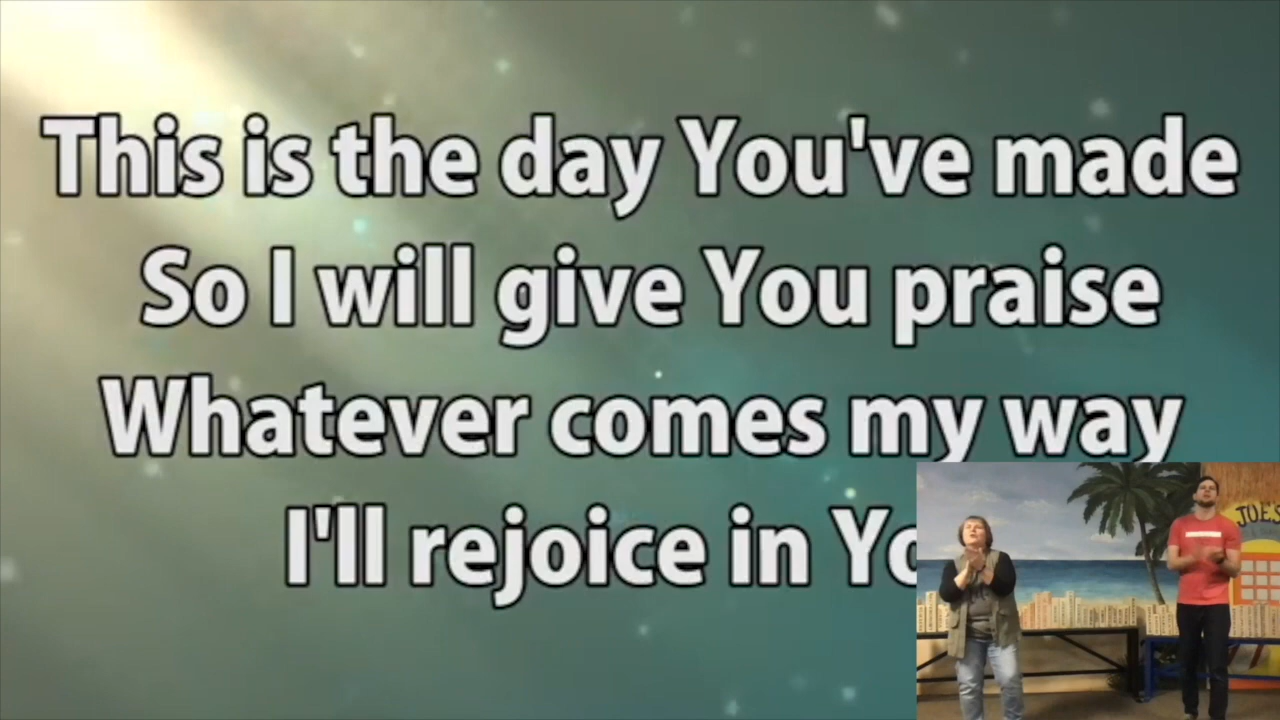 This is the day You've made
So I will give You praise
Whatever comes my way
I'll rejoice in Yo
JOE'S